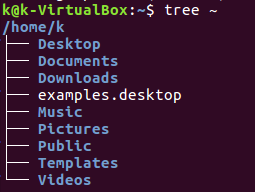 k@k-VirtualBox:~$ tree ~
/home/k
├── Desktop
├── Documents
├── Downloads
├── examples.desktop
├── Music
├── Pictures
├── Public
├── Templates
└── Videos